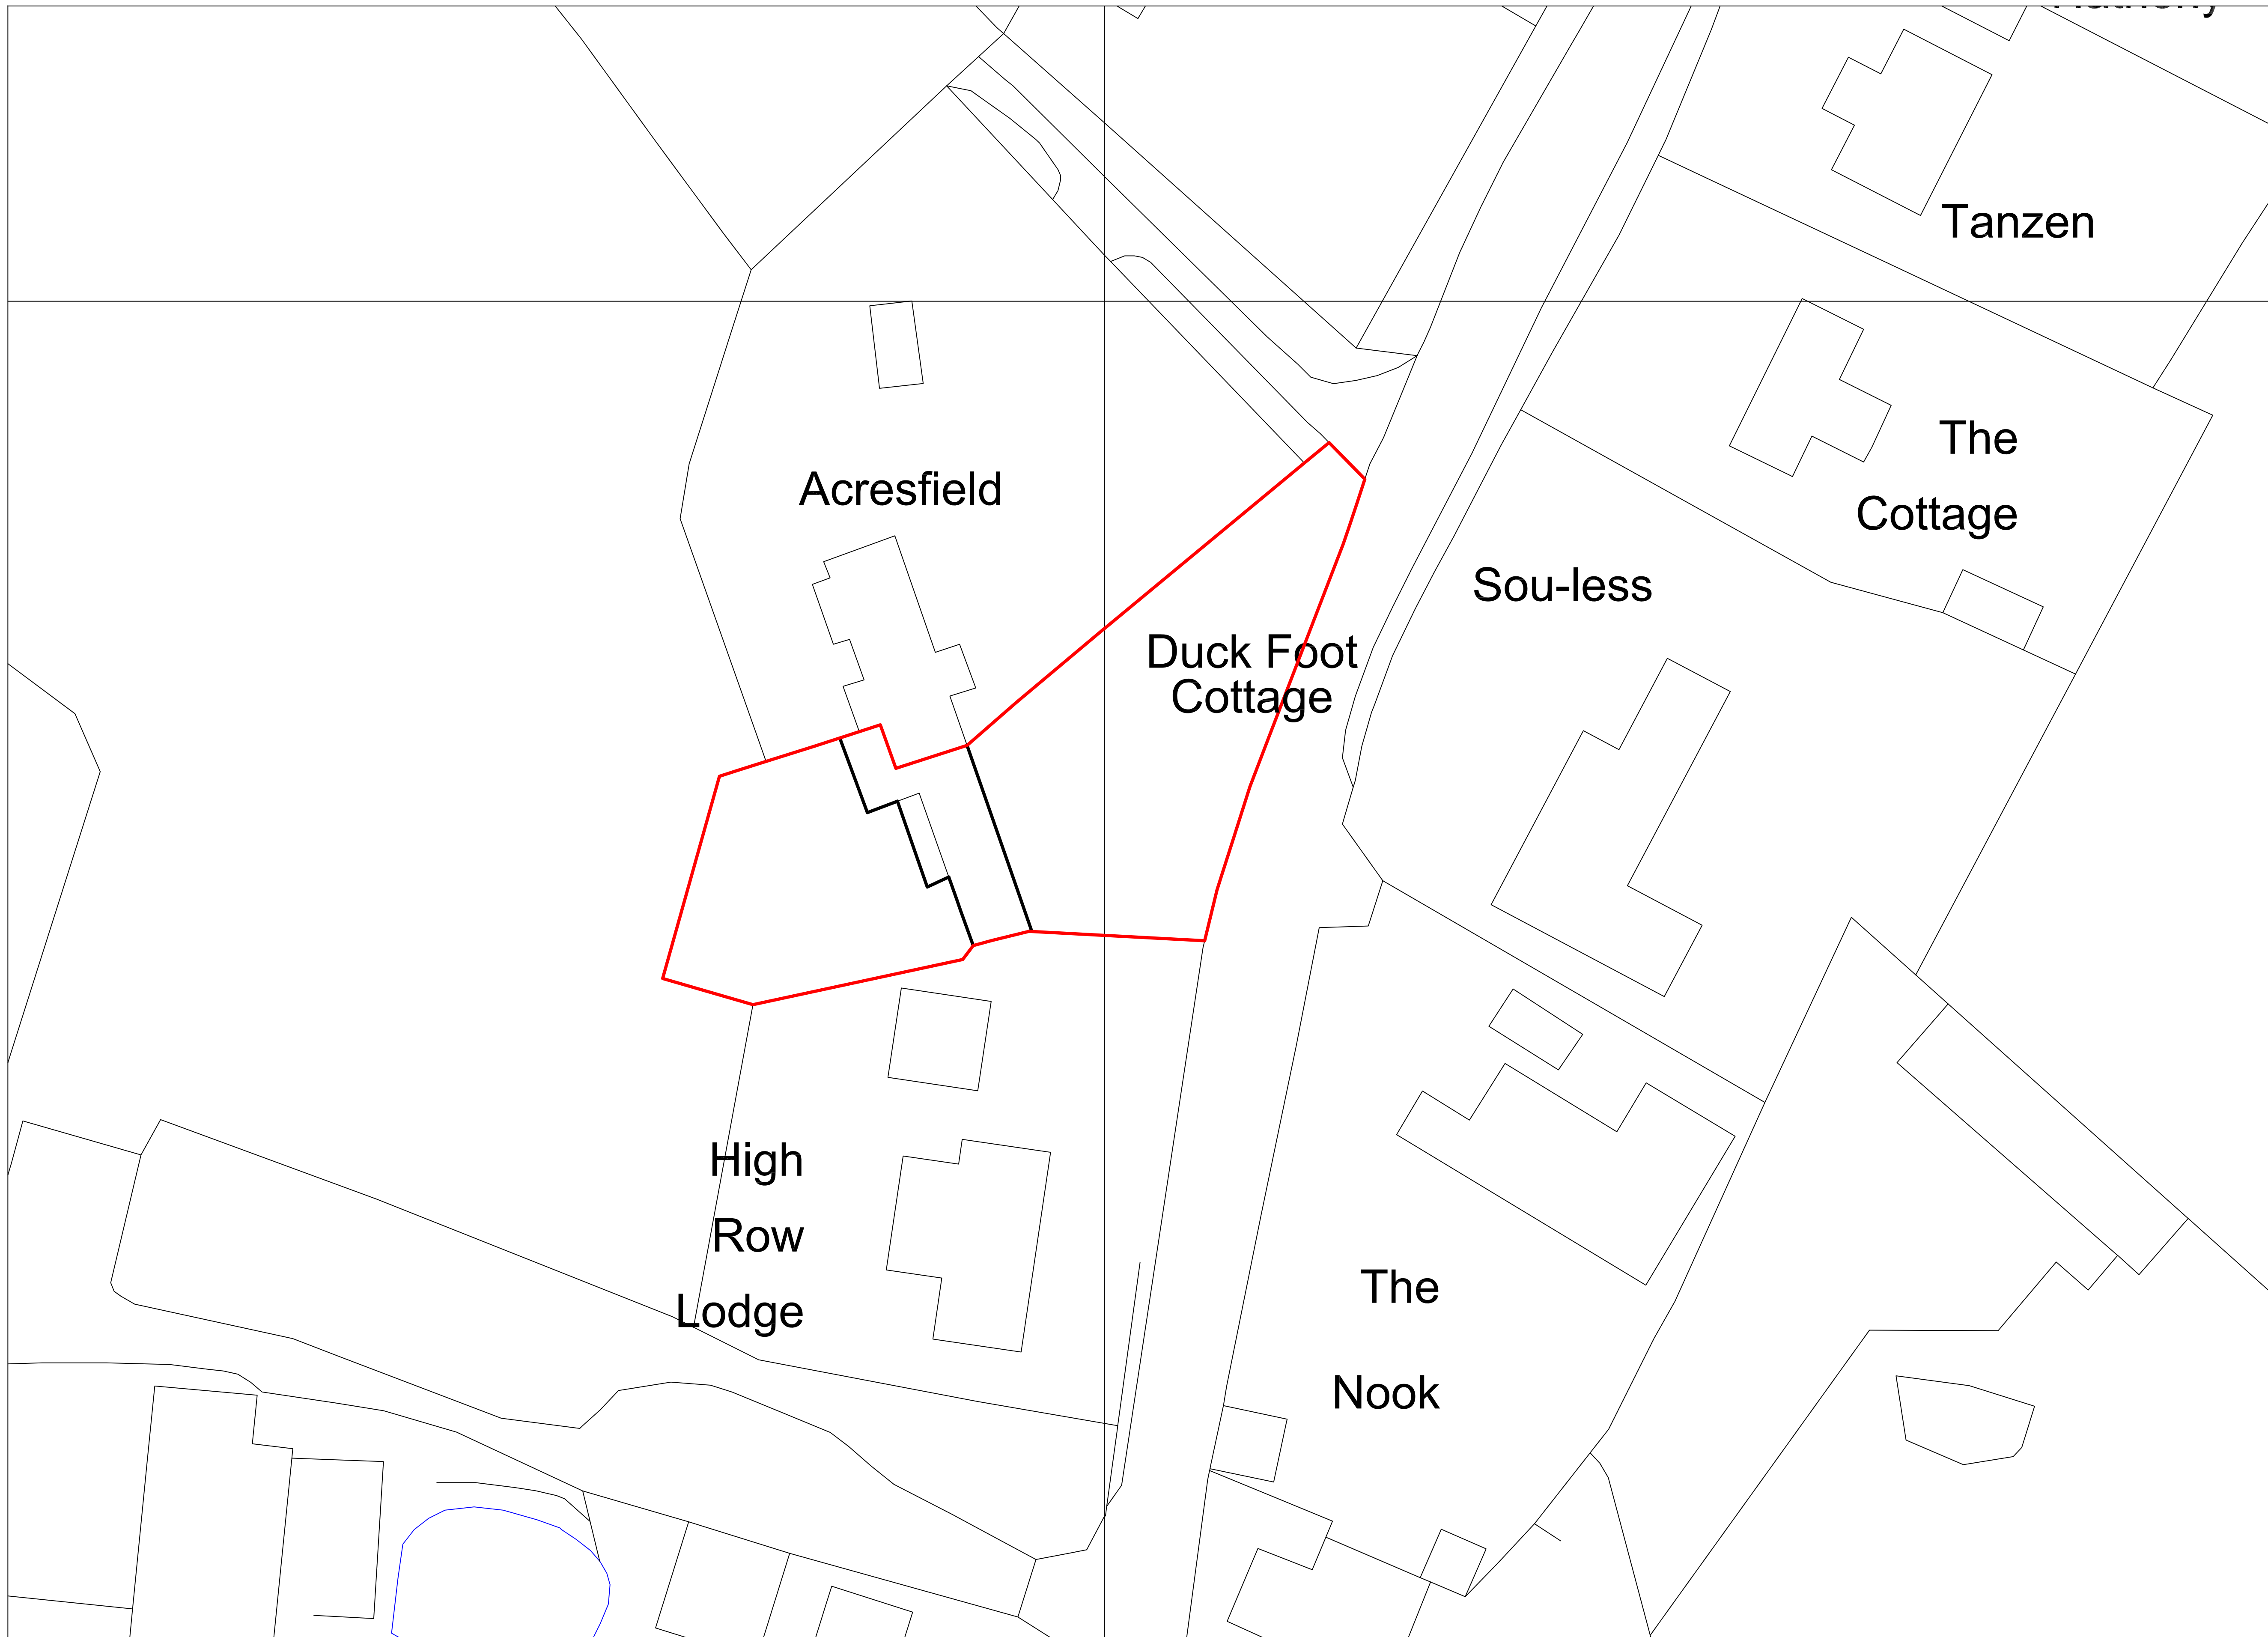 Tanzen
The
Cottage
Acresfield
Sou-less
Duck Foot
Cottage
High
Row
Lodge
The
Nook